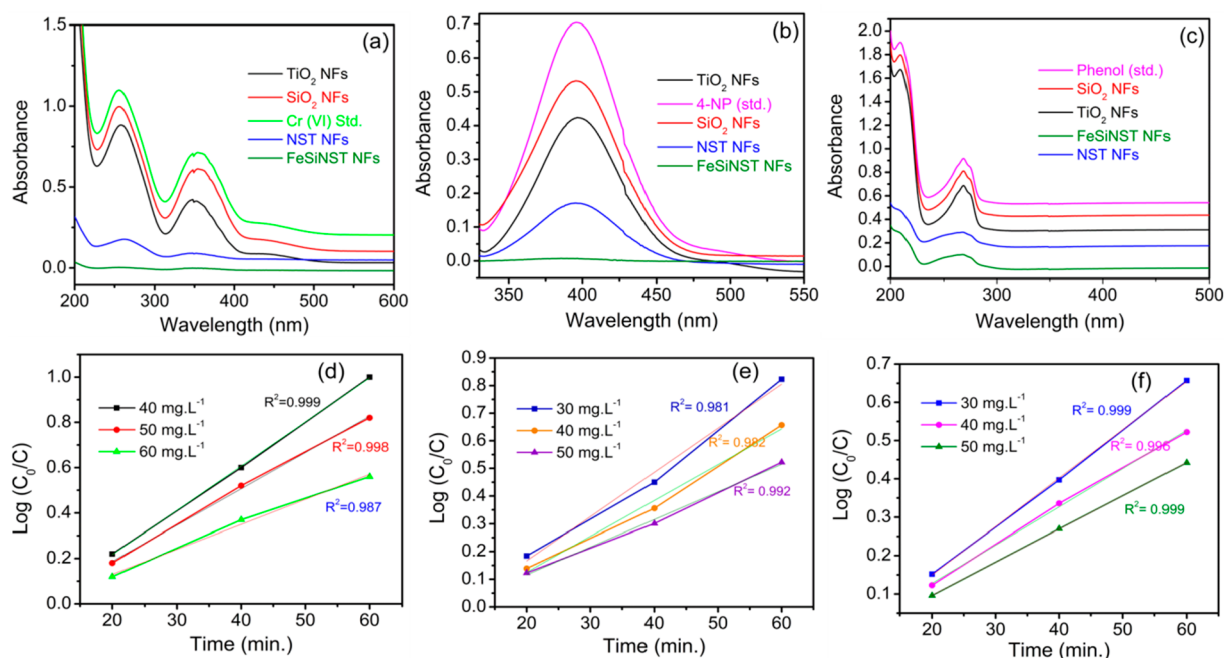 (a)
TiO₂ NFs
SiO₂ NFs
Cr (VI) Std.
NST NFs
FeSiNST NFs
1.5
1.0
0.5
0.0
Absorbance
200 300 400 500 600
Wavelength (nm)
(b)
TiO₂ NFs
4-NP (std.)
SiO₂ NFs
NST NFs
FeSiNST NFs
0.7
0.6
0.5
0.4
0.3
0.2
0.1
0.0
Absorbance
350 400 450 500 550
Wavelength (nm)
(c)
Phenol (std.)
SiO₂ NFs
TiO₂ NFs
FeSiNST NFs
NST NFs
2.0
1.8
1.6
1.4
1.2
1.0
0.8
0.6
0.4
0.2
0.0
Absorbance
200 300 400 500
Wavelength (nm)
(d)
40 mg.L⁻¹
50 mg.L⁻¹
60 mg.L⁻¹
R²=0.999
R²=0.998
R²=0.987
1.0
0.8
0.6
0.4
0.2
0.0
Log (C₀/C)
20 30 40 50 60
Time (min.)
(e)
30 mg.L⁻¹
40 mg.L⁻¹
50 mg.L⁻¹
R²= 0.981
R²= 0.982
R²= 0.992
0.9
0.8
0.7
0.6
0.5
0.4
0.3
0.2
0.1
0.0
Log (C₀/C)
20 30 40 50 60
Time (min.)
(f)
30 mg.L⁻¹
40 mg.L⁻¹
50 mg.L⁻¹
R²= 0.999
R²= 0.996
R²= 0.999
0.7
0.6
0.5
0.4
0.3
0.2
0.1
Log (C₀/C)
20 30 40 50 60
Time (min.)